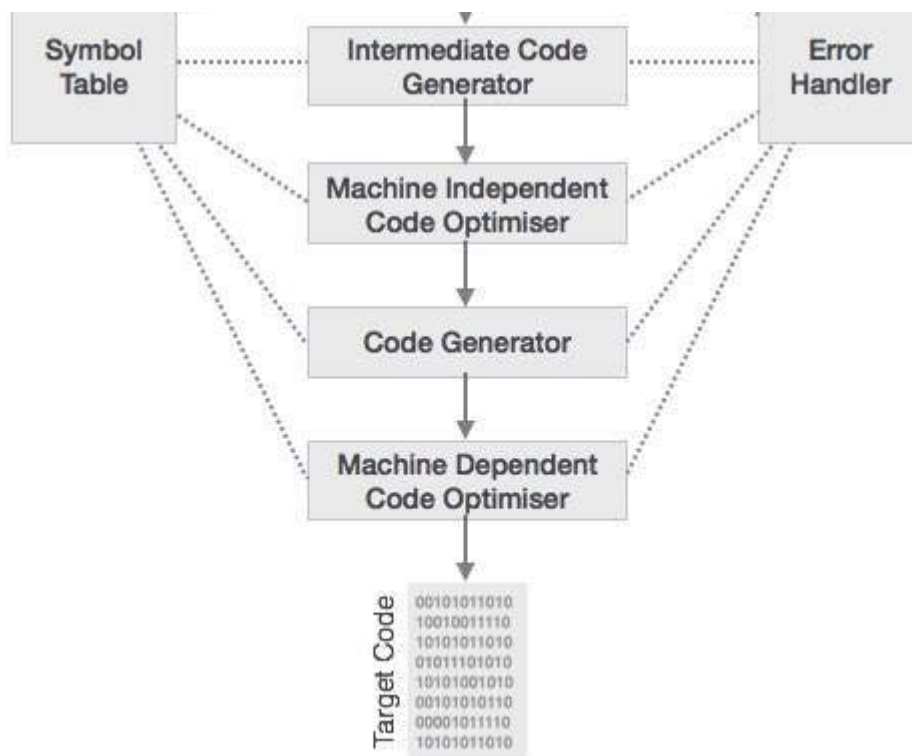 Symbol
Table
Intermediate Code
Generator
Error
Handler
Machine Independent
Code Optimiser
Code Generator
Machine Dependent
Code Optimiser
Target Code
00101011010
10010011110
10101011010
01011101010
10101001010
00101010110
00001011110
10101011010